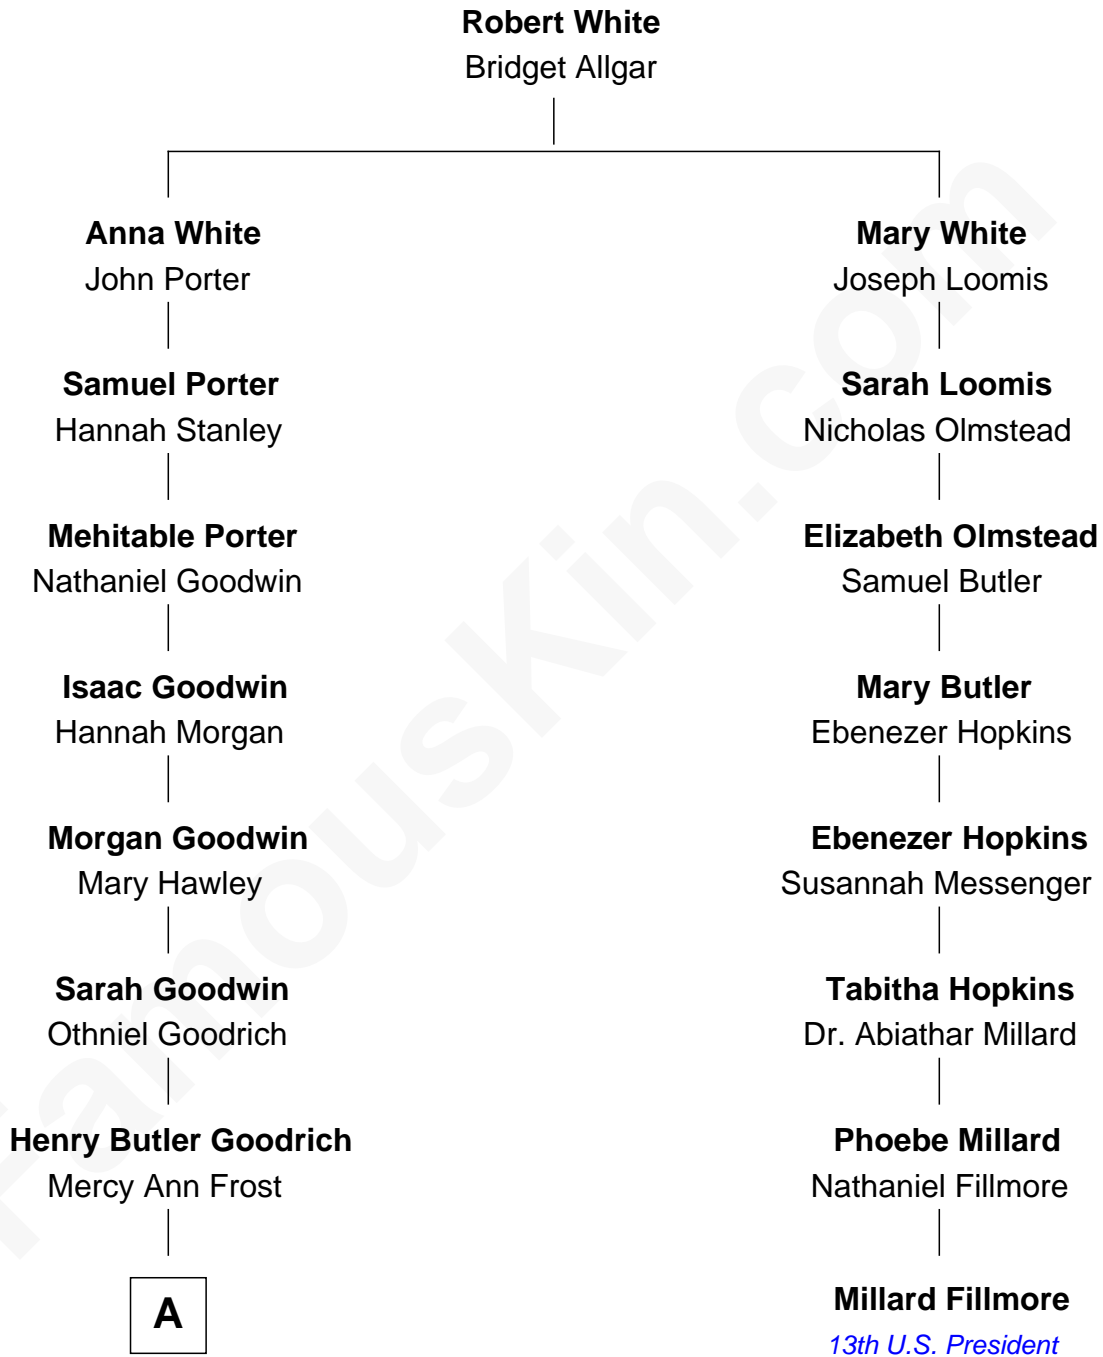 Robert White
Bridget Allgar
Anna White
John Porter
Mary White
Joseph Loomis
Samuel Porter
Hannah Stanley
Sarah Loomis
Nicholas Olmstead
Mehitable Porter
Nathaniel Goodwin
Elizabeth Olmstead
Samuel Butler
Isaac Goodwin
Hannah Morgan
Mary Butler
Ebenezer Hopkins
Morgan Goodwin
Mary Hawley
Ebenezer Hopkins
Susannah Messenger
Sarah Goodwin
Othniel Goodrich
Tabitha Hopkins
Dr. Abiathar Millard
Henry Butler Goodrich
Mercy Ann Frost
Phoebe Millard
Nathaniel Fillmore
A
Millard Fillmore
13th U.S. President
FamousKin.com